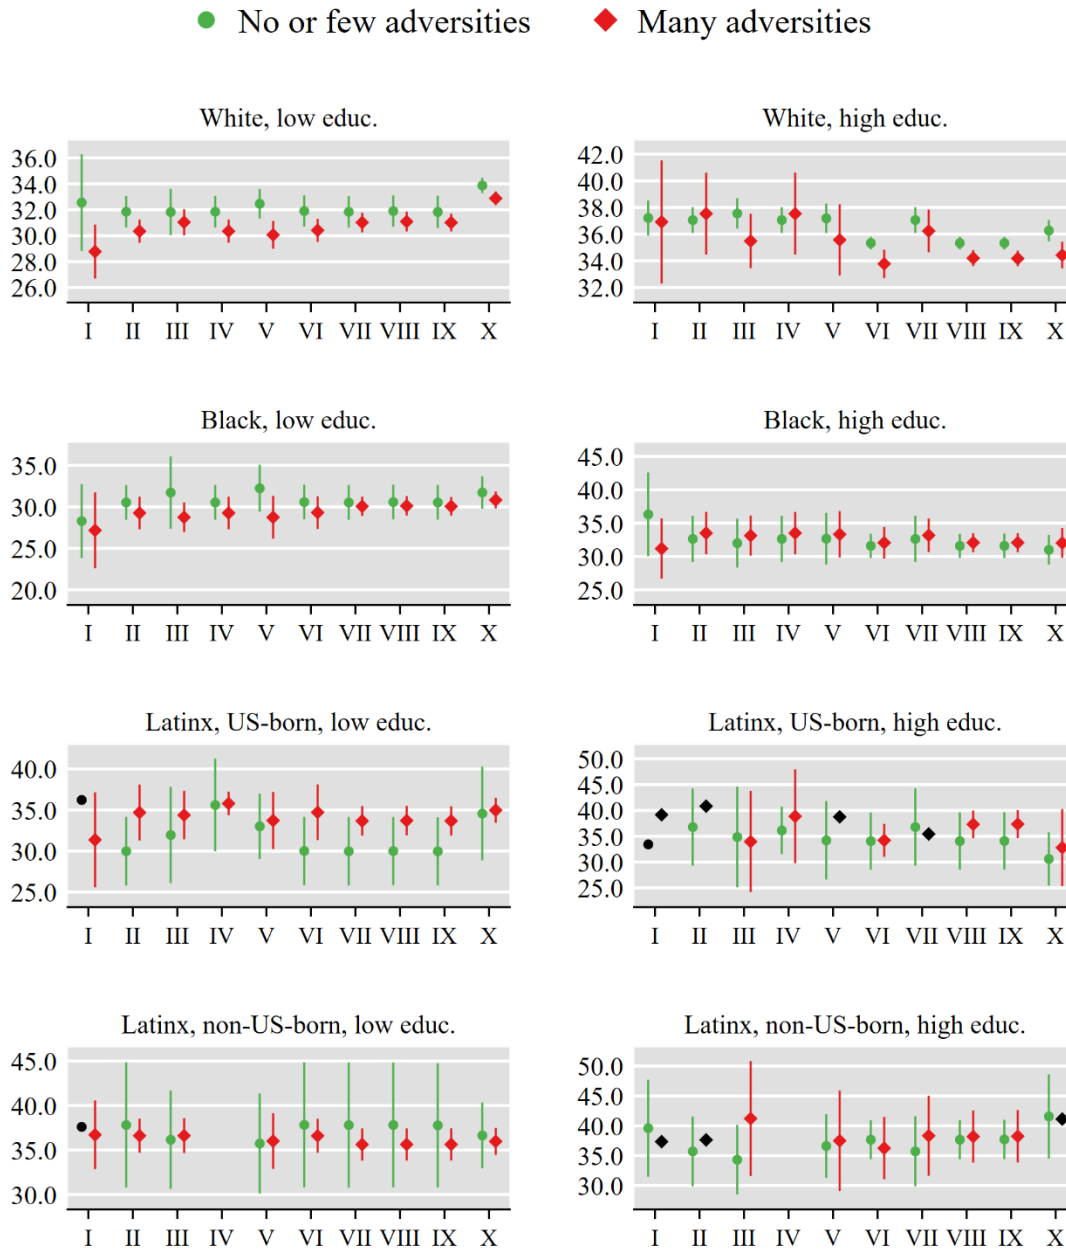 No or few adversities Many adversities
White, low educ.
36.0
34.0
32.0
30.0
28.0
26.0
I II III IV V VI VII VIII IX X
White, high educ.
42.0
40.0
38.0
36.0
34.0
32.0
I II III IV V VI VII VIII IX X
Black, low educ.
35.0
30.0
25.0
20.0
I II III IV V VI VII VIII IX X
Black, high educ.
45.0
40.0
35.0
30.0
25.0
I II III IV V VI VII VIII IX X
Latinx, US-born, low educ.
40.0
35.0
30.0
25.0
I II III IV V VI VII VIII IX X
Latinx, US-born, high educ.
50.0
45.0
40.0
35.0
30.0
25.0
I II III IV V VI VII VIII IX X
Latinx, non-US-born, low educ.
45.0
40.0
35.0
30.0
I II III IV V VI VII VIII IX X
Latinx, non-US-born, high educ.
50.0
45.0
40.0
35.0
30.0
I II III IV V VI VII VIII IX X